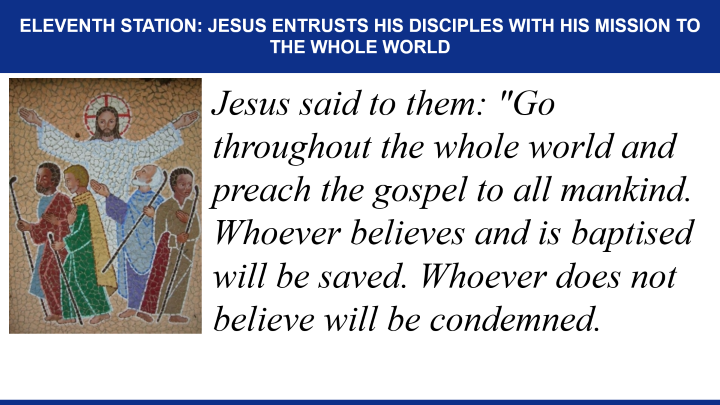 ELEVENTH STATION: JESUS ENTRUSTS HIS DISCIPLES WITH HIS MISSION TO
THE WHOLE WORLD
Jesus said to them: "Go
throughout the whole world and
preach the gospel to all mankind.
Whoever believes and is baptised
will be saved. Whoever does not
believe will be condemned.